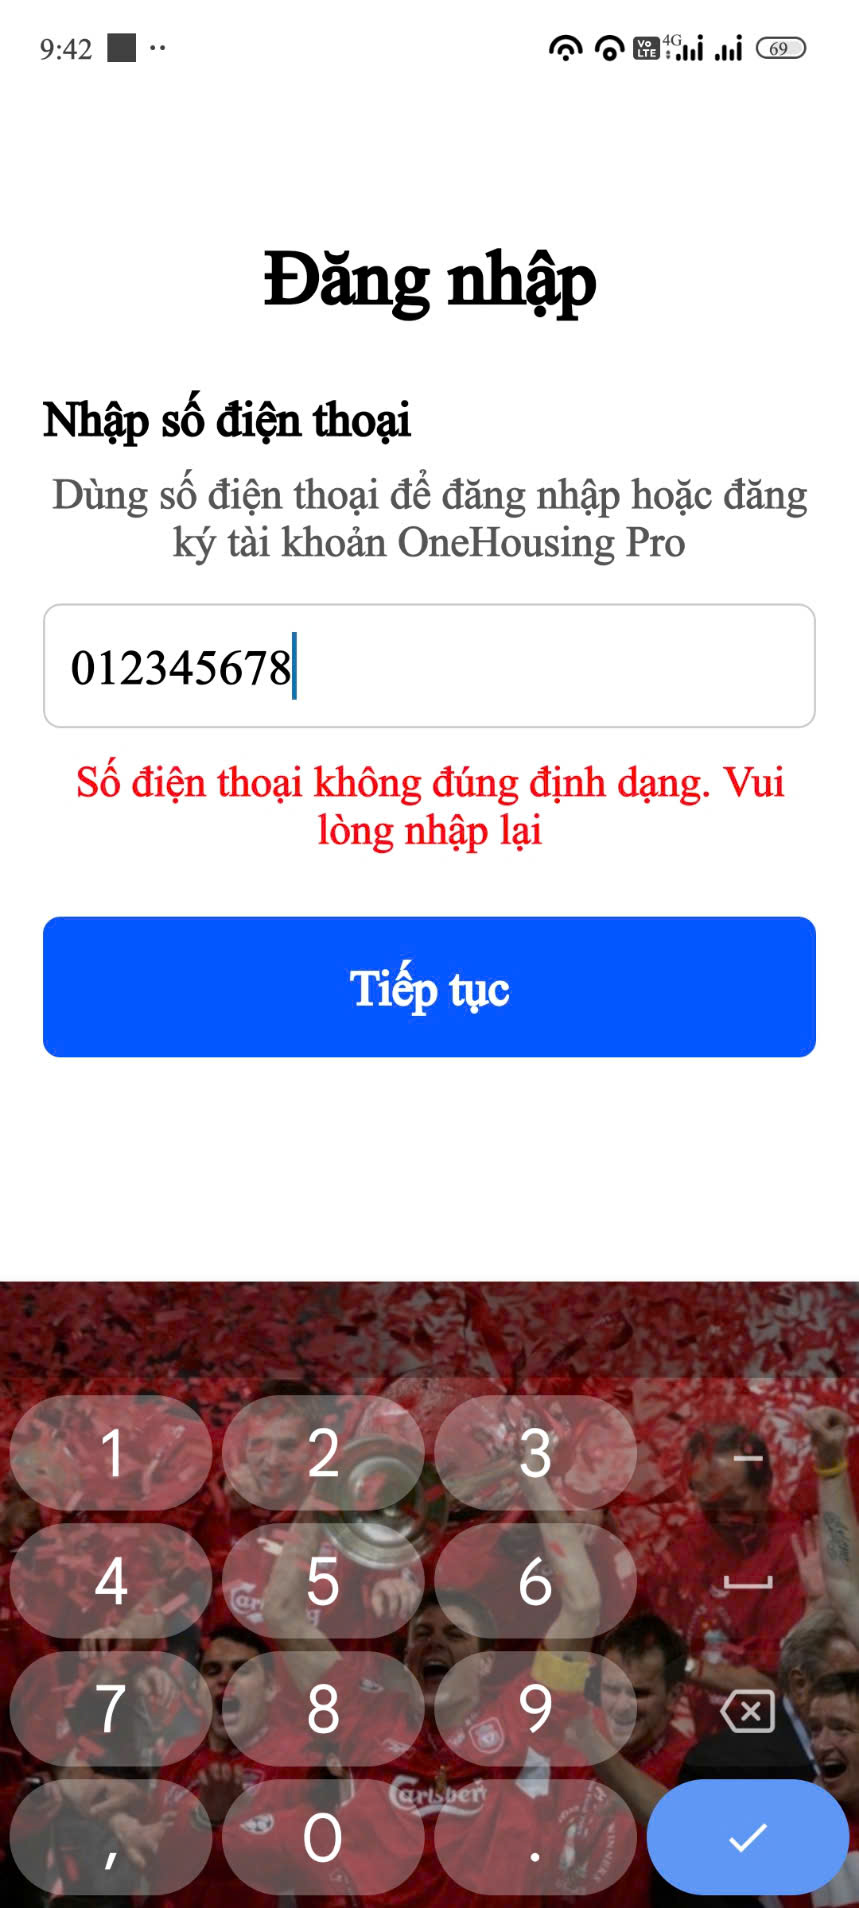 9:42
Vo LTE 4G 69
Đăng nhập
Nhập số điện thoại
Dùng số điện thoại để đăng nhập hoặc đăng
ký tài khoản OneHousing Pro
012345678
Số điện thoại không đúng định dạng. Vui
lòng nhập lại
Tiếp tục
1 2 3 –
4 5 6
7 8 9
, 0 .
Carlsberg